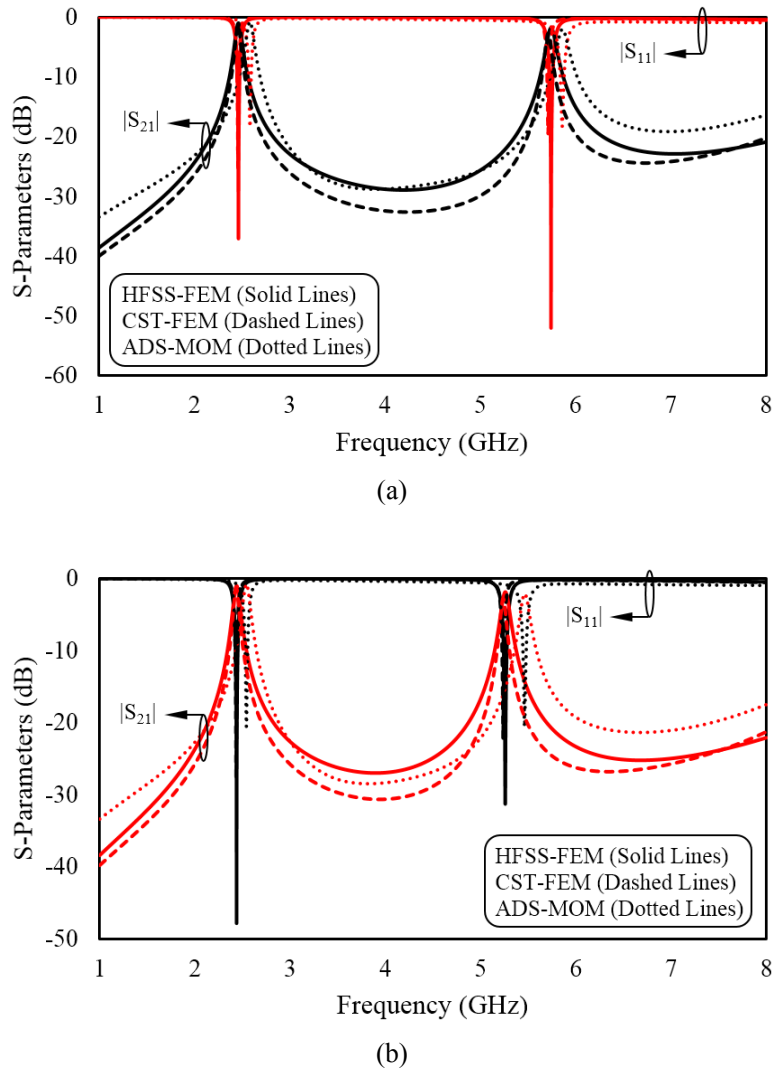 0
-10
-20
-30
-40
-50
-60
S-Parameters (dB)
|S11|
|S21|
HFSS-FEM (Solid Lines)
CST-FEM (Dashed Lines)
ADS-MOM (Dotted Lines)
1 2 3 4 5 6 7 8
Frequency (GHz)
(a)
0
-10
-20
-30
-40
-50
S-Parameters (dB)
|S11|
|S21|
HFSS-FEM (Solid Lines)
CST-FEM (Dashed Lines)
ADS-MOM (Dotted Lines)
1 2 3 4 5 6 7 8
Frequency (GHz)
(b)